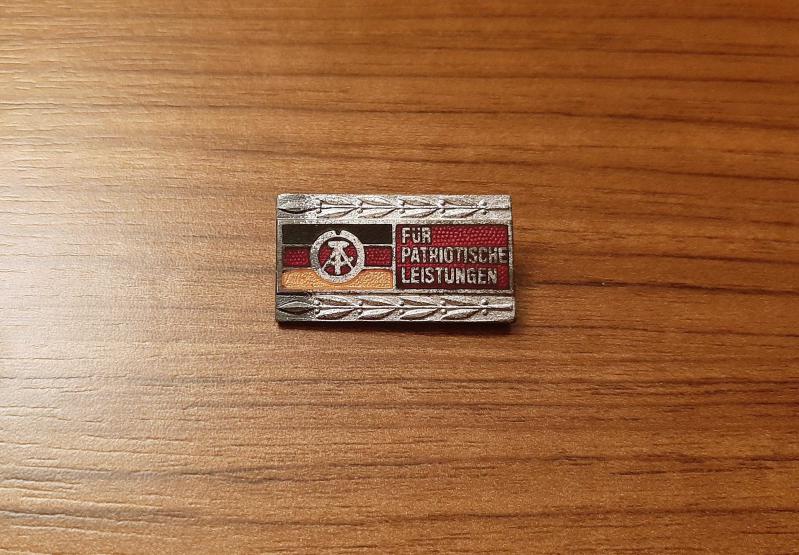 FÜR
PATRIOTISCHE
LEISTUNGEN